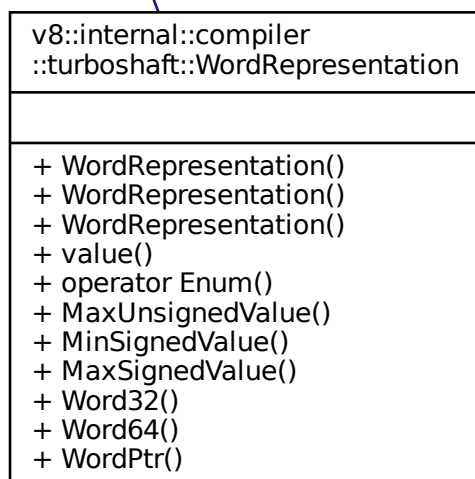 v8::internal::compiler
::turboshaft::WordRepresentation
+ WordRepresentation()
+ WordRepresentation()
+ WordRepresentation()
+ value()
+ operator Enum()
+ MaxUnsignedValue()
+ MinSignedValue()
+ MaxSignedValue()
+ Word32()
+ Word64()
+ WordPtr()